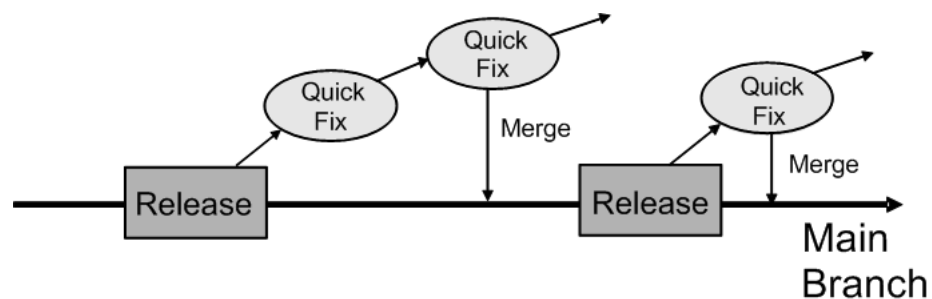 Quick
Fix
Quick
Fix
Merge
Release
Quick
Fix
Merge
Release
Main
Branch